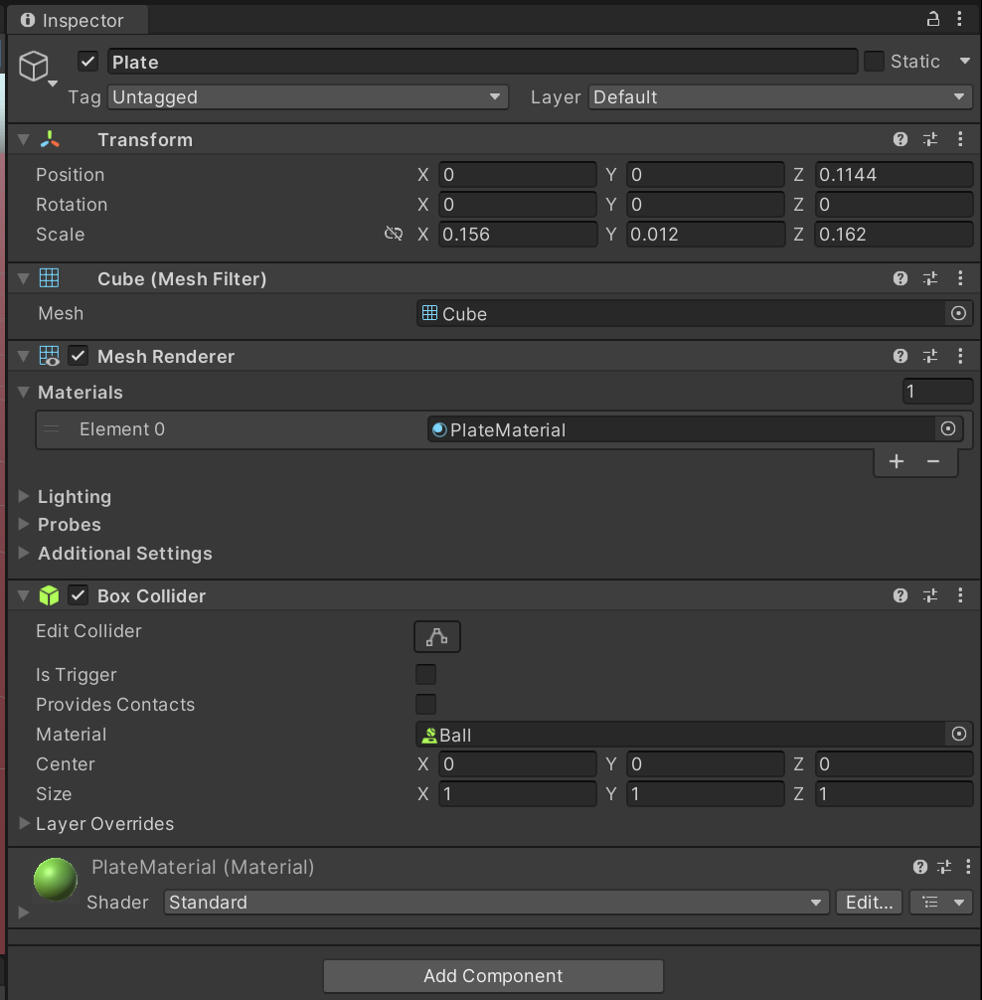 Inspector
Plate Static
Tag Untagged Layer Default
Transform
Position X 0 Y 0 Z 0.1144
Rotation X 0 Y 0 Z 0
Scale X 0.156 Y 0.012 Z 0.162
Cube (Mesh Filter)
Mesh Cube
Mesh Renderer
Materials 1
Element 0 PlateMaterial
Lighting
Probes
Additional Settings
Box Collider
Edit Collider
Is Trigger
Provides Contacts
Material Ball
Center X 0 Y 0 Z 0
Size X 1 Y 1 Z 1
Layer Overrides
PlateMaterial (Material)
Shader Standard Edit...
Add Component